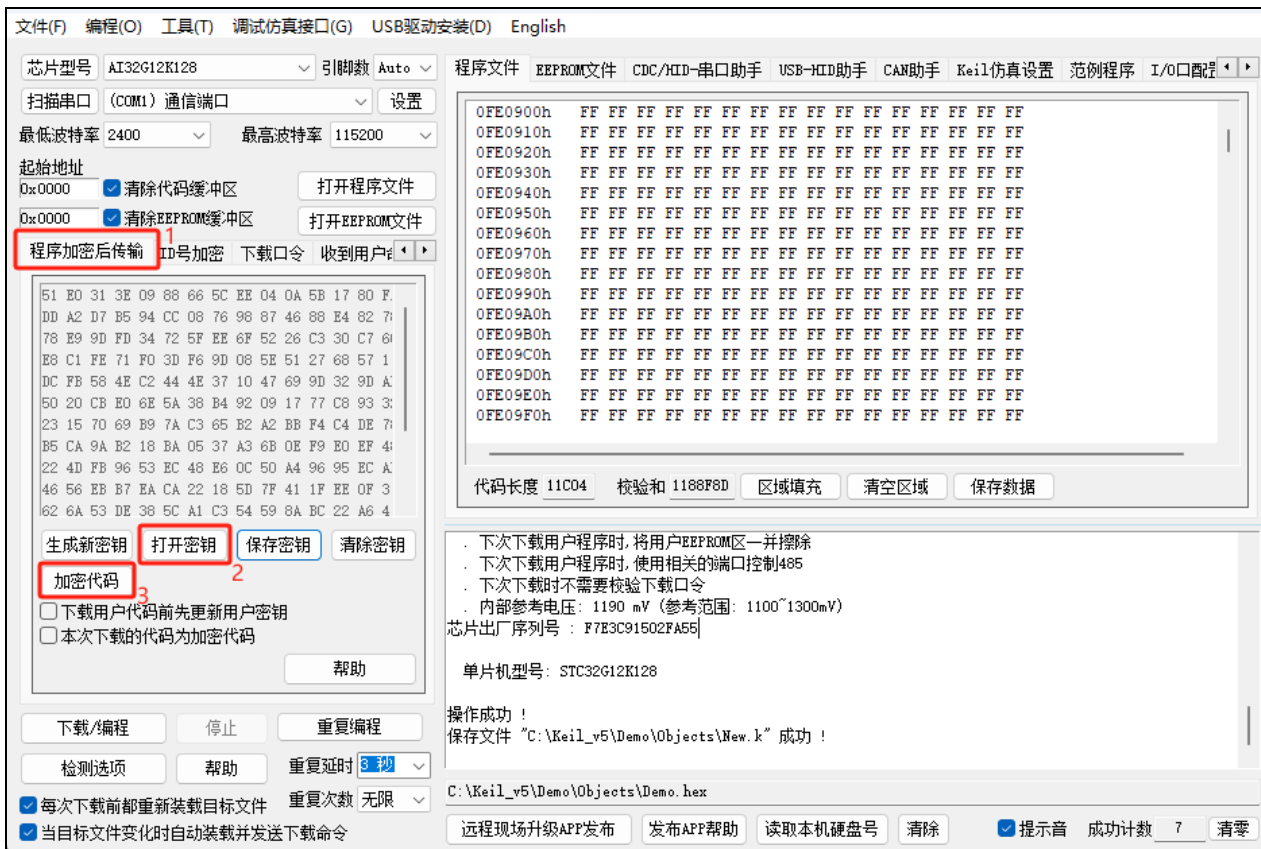 文件(F) 编程(O) 工具(T) 调试仿真接口(G) USB驱动安装(D) English
芯片型号 AI32G12K128 引脚数 Auto
扫描串口 (COM1) 通信端口 设置
最低波特率 2400 最高波特率 115200
起始地址
0x0000 清除代码缓冲区 打开程序文件
0x0000 清除EEPROM缓冲区 打开EEPROM文件
1
程序加密后传输 ID号加密 下载口令 收到用户
51 E0 31 3E 09 88 66 5C EE 04 0A 5B 17 80 F
DD A2 D7 B5 94 CC 08 76 98 87 46 88 E4 82 7
78 E9 9D FD 34 72 5F EE 6F 52 26 C3 30 C7 6
E8 C1 FE 71 F0 3D F6 9D 08 5E 51 27 68 57 1
DC FB 58 4E C2 44 4E 37 10 47 69 9D 32 9D A
50 20 CB E0 6E 5A 38 B4 92 09 17 77 C8 93 3
23 15 70 69 B9 7A C3 65 B2 A2 BB F4 C4 DE 7
B5 CA 9A B2 18 BA 05 37 A3 6B 0E F9 E0 EF 4
22 4D FB 96 53 EC 48 E6 0C 50 A4 96 95 EC A
46 56 EB B7 EA CA 22 18 5D 7F 41 1F EE 0F 3
62 6A 53 DE 38 5C A1 C3 54 59 8A BC 22 A6 4
生成新密钥 打开密钥 保存密钥 清除密钥
2
加密代码
3
下载用户代码前先更新用户密钥
本次下载的代码为加密代码
帮助
下载/编程 停止 重复编程
检测选项 帮助 重复延时 3 秒
每次下载前都重新装载目标文件 重复次数 无限
当目标文件变化时自动装载并发送下载命令
程序文件 EEPROM文件 CDC/HID-串口助手 USB-HID助手 CAN助手 Keil仿真设置 范例程序 I/O口配
0FE0900h FF FF FF FF FF FF FF FF FF FF FF FF FF FF FF FF
0FE0910h FF FF FF FF FF FF FF FF FF FF FF FF FF FF FF FF
0FE0920h FF FF FF FF FF FF FF FF FF FF FF FF FF FF FF FF
0FE0930h FF FF FF FF FF FF FF FF FF FF FF FF FF FF FF FF
0FE0940h FF FF FF FF FF FF FF FF FF FF FF FF FF FF FF FF
0FE0950h FF FF FF FF FF FF FF FF FF FF FF FF FF FF FF FF
0FE0960h FF FF FF FF FF FF FF FF FF FF FF FF FF FF FF FF
0FE0970h FF FF FF FF FF FF FF FF FF FF FF FF FF FF FF FF
0FE0980h FF FF FF FF FF FF FF FF FF FF FF FF FF FF FF FF
0FE0990h FF FF FF FF FF FF FF FF FF FF FF FF FF FF FF FF
0FE09A0h FF FF FF FF FF FF FF FF FF FF FF FF FF FF FF FF
0FE09B0h FF FF FF FF FF FF FF FF FF FF FF FF FF FF FF FF
0FE09C0h FF FF FF FF FF FF FF FF FF FF FF FF FF FF FF FF
0FE09D0h FF FF FF FF FF FF FF FF FF FF FF FF FF FF FF FF
0FE09E0h FF FF FF FF FF FF FF FF FF FF FF FF FF FF FF FF
0FE09F0h FF FF FF FF FF FF FF FF FF FF FF FF FF FF FF FF
代码长度 11C04 校验和 1188F8D 区域填充 清空区域 保存数据
. 下次下载用户程序时,将用户EEPROM区一并擦除
. 下次下载用户程序时,使用相关的端口控制485
. 下次下载时不需要校验下载口令
. 内部参考电压: 1190 mV (参考范围: 1100~1300mV)
芯片出厂序列号 : F7E3C91502FA55
单片机型号: STC32G12K128
操作成功 !
保存文件 "C:\Keil_v5\Demo\Objects\New.k" 成功 !
C:\Keil_v5\Demo\Objects\Demo.hex
远程现场升级APP发布 发布APP帮助 读取本机硬盘号 清除 提示音 成功计数 7 清零